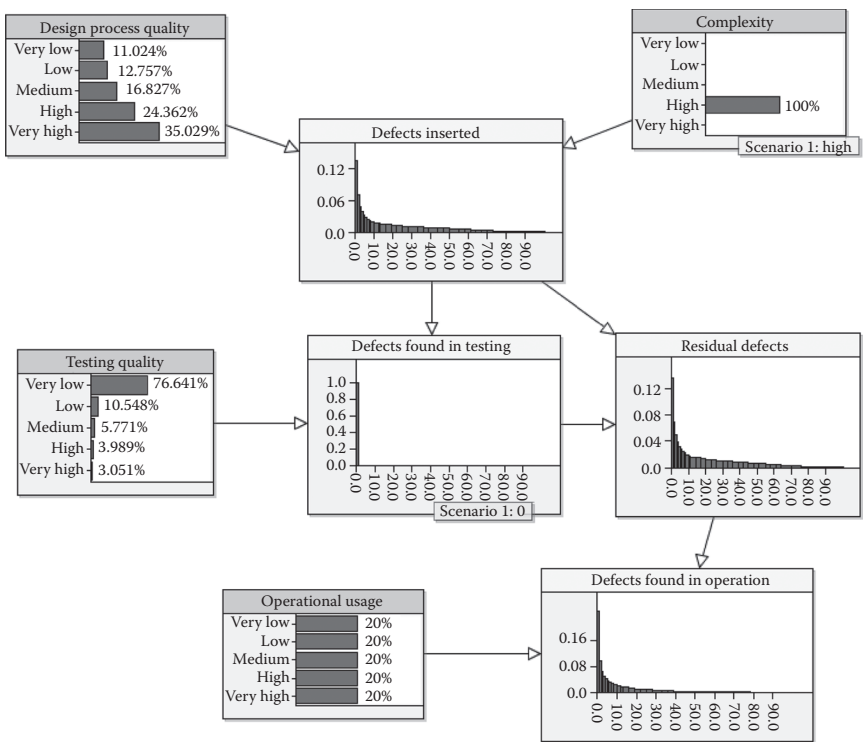 Design process quality
Very low 11.024%
Low 12.757%
Medium 16.827%
High 24.362%
Very high 35.029%
Complexity
Very low
Low
Medium
High 100%
Very high
Scenario 1: high
Defects inserted
0.12
0.06
0.0
0.0 10.0 20.0 30.0 40.0 50.0 60.0 70.0 80.0 90.0
Testing quality
Very low 76.641%
Low 10.548%
Medium 5.771%
High 3.989%
Very high 3.051%
Defects found in testing
1.0
0.8
0.6
0.4
0.2
0.0
0.0 10.0 20.0 30.0 40.0 50.0 60.0 70.0 80.0 90.0
Scenario 1: 0
Residual defects
0.12
0.08
0.04
0.0
0.0 10.0 20.0 30.0 40.0 50.0 60.0 70.0 80.0 90.0
Operational usage
Very low 20%
Low 20%
Medium 20%
High 20%
Very high 20%
Defects found in operation
0.16
0.08
0.0
0.0 10.0 20.0 30.0 40.0 50.0 60.0 70.0 80.0 90.0